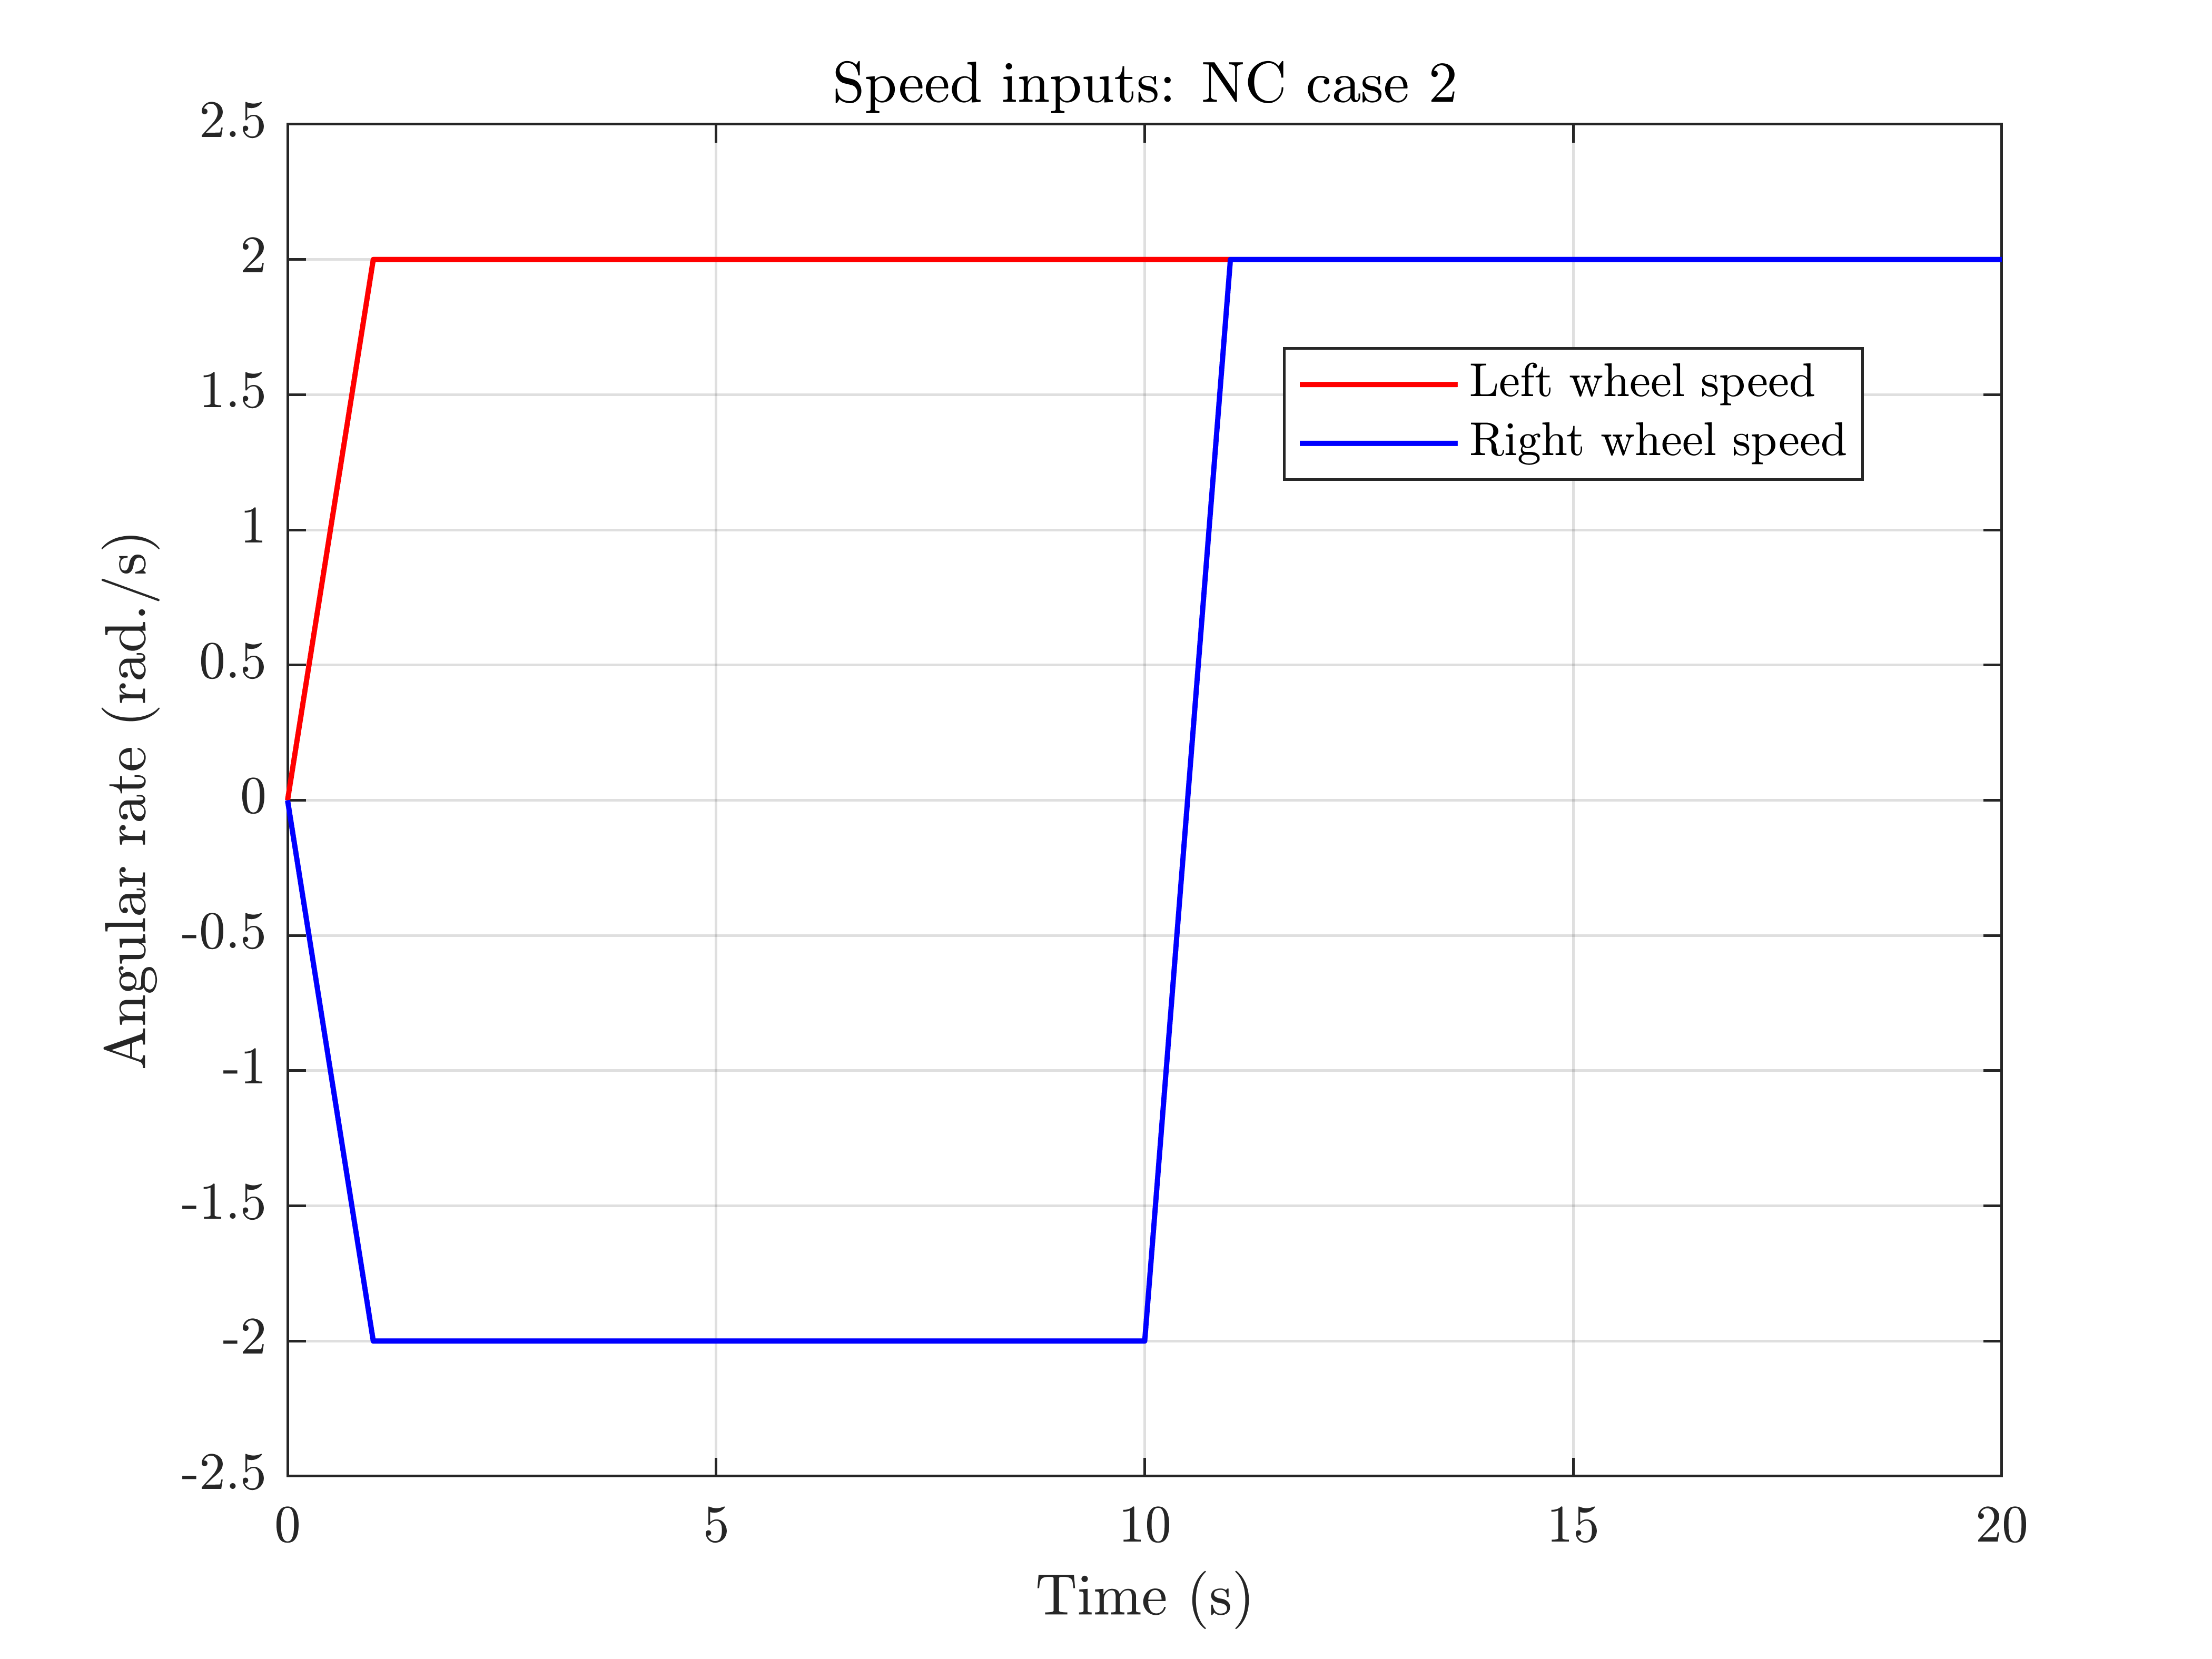 Speed inputs: NC case 2
2.5
2
1.5
1
0.5
0
-0.5
-1
-1.5
-2
-2.5
Angular rate (rad./s)
Left wheel speed
Right wheel speed
0 5 10 15 20
Time (s)